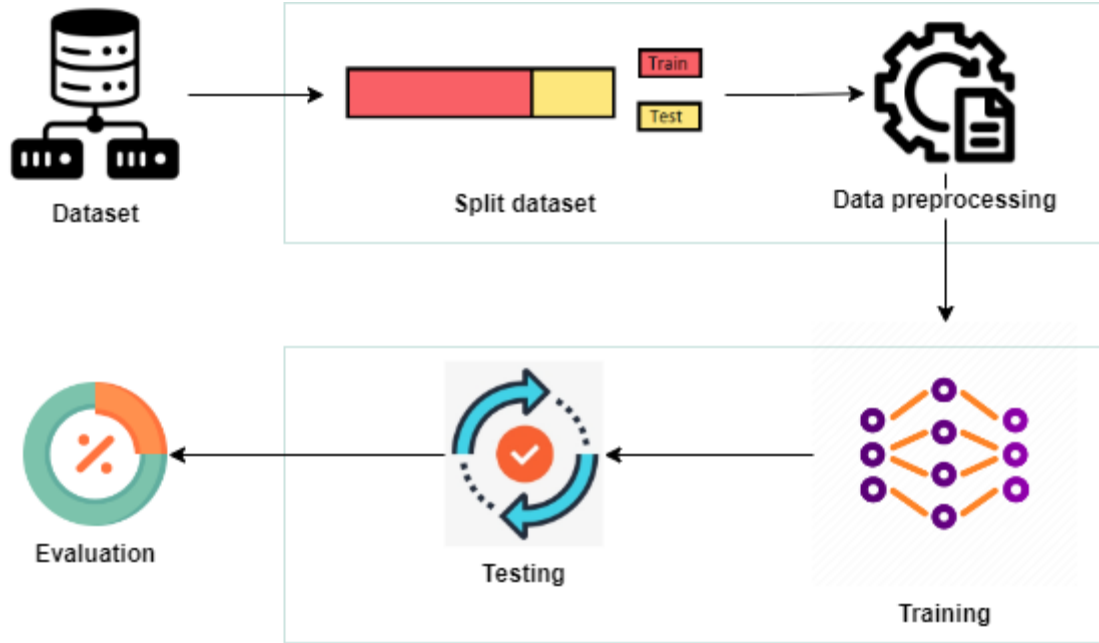 Train
Test
Dataset
Split dataset
Data preprocessing
Evaluation
Testing
Training